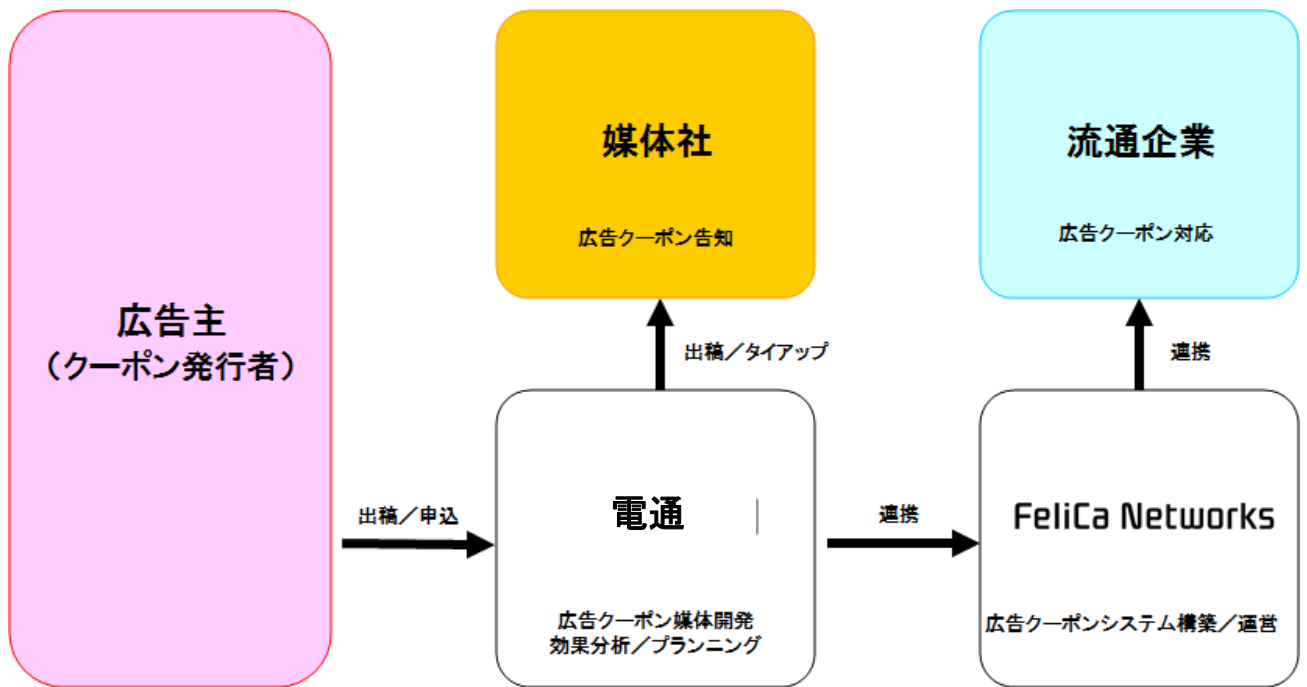 広告主
（クーポン発行者）
出稿／申込
媒体社
広告クーポン告知
出稿／タイアップ
電通
広告クーポン媒体開発
効果分析／プランニング
連携
流通企業
広告クーポン対応
連携
FeliCa Networks
広告クーポンシステム構築／運営